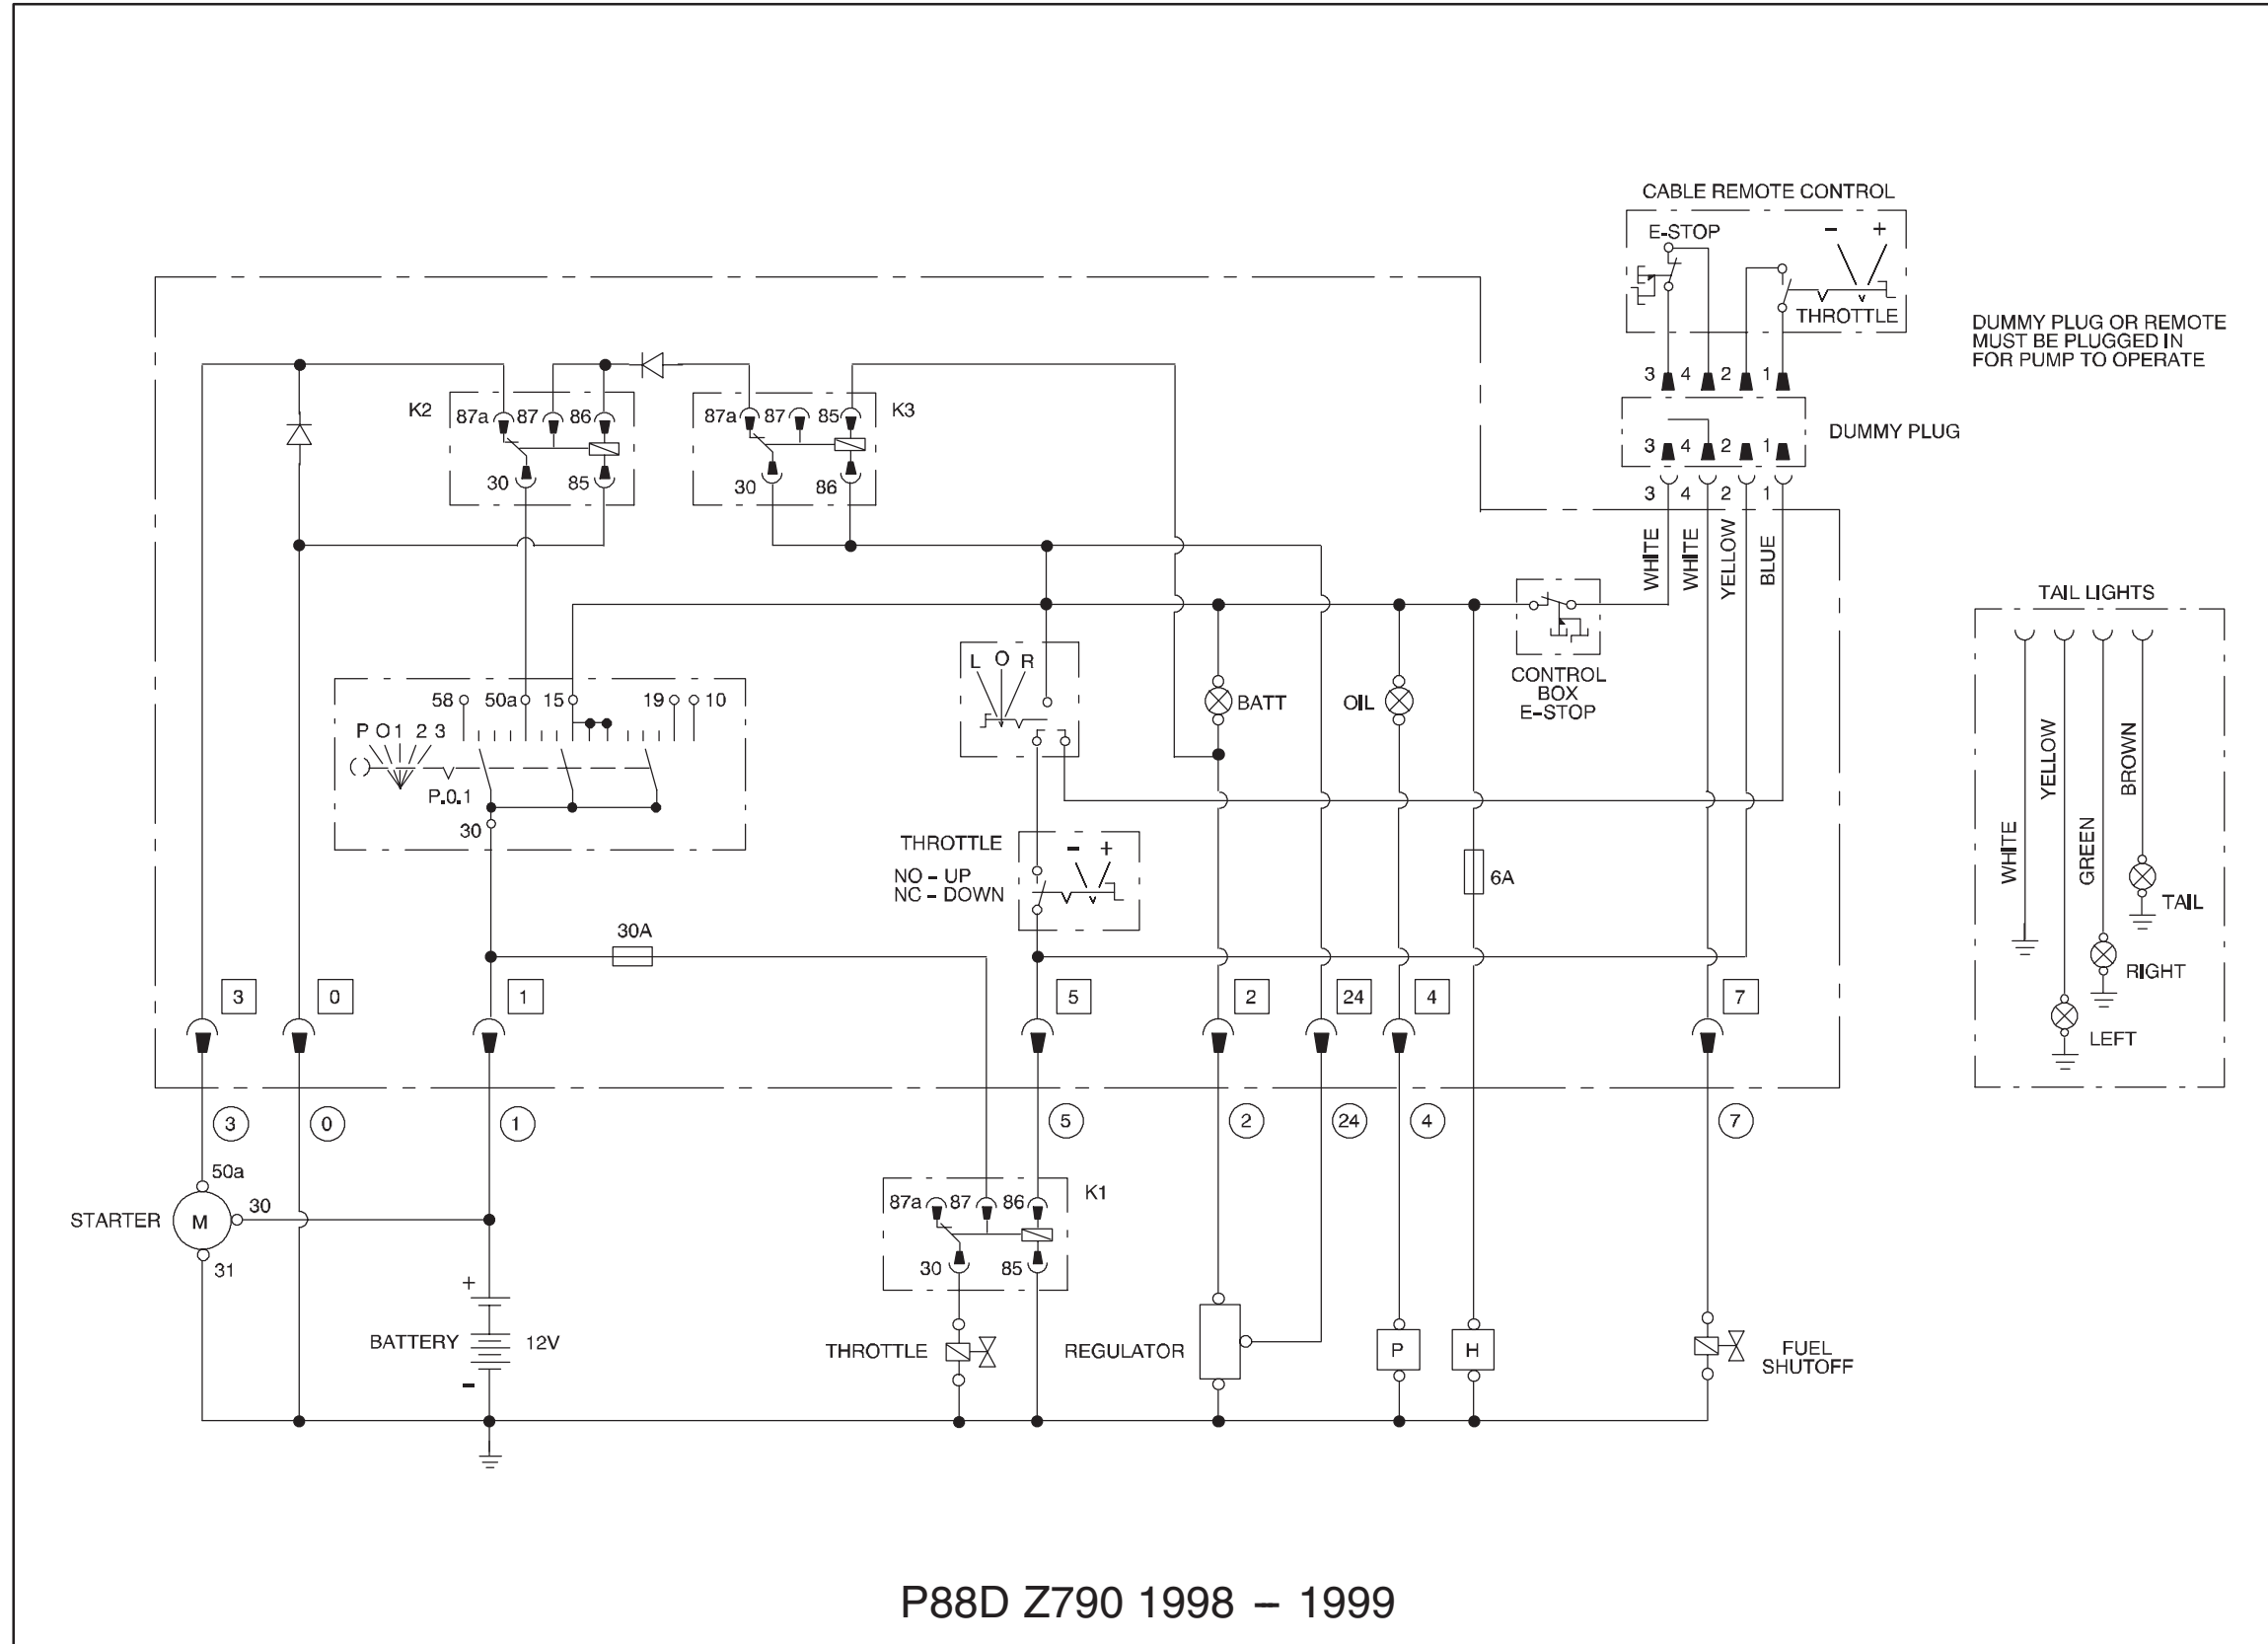 CABLE REMOTE CONTROL
E-STOP
- +
THROTTLE
3 4 2 1
DUMMY PLUG OR REMOTE
MUST BE PLUGGED IN
FOR PUMP TO OPERATE
DUMMY PLUG
3 4 2 1
3 4 2 1
WHITE
WHITE
YELLOW
BLUE
K2
87a 87 86
30 85
87a 87 85
K3
30 86
TAIL LIGHTS
WHITE
YELLOW
GREEN
BROWN
TAIL
RIGHT
LEFT
CONTROL
BOX
E-STOP
58 50a 15 19 10
P O 1 2 3
P.0.1
30
L O R
BATT
OIL
THROTTLE
NO - UP
NC - DOWN
- +
6A
30A
3 0 1 5 2 24 4 7
3 0 1 5 2 24 4 7
50a
STARTER
M
30
31
+
BATTERY
12V
-
87a 87 86
K1
30 85
THROTTLE
REGULATOR
P
H
FUEL
SHUTOFF
P88D Z790 1998 - 1999